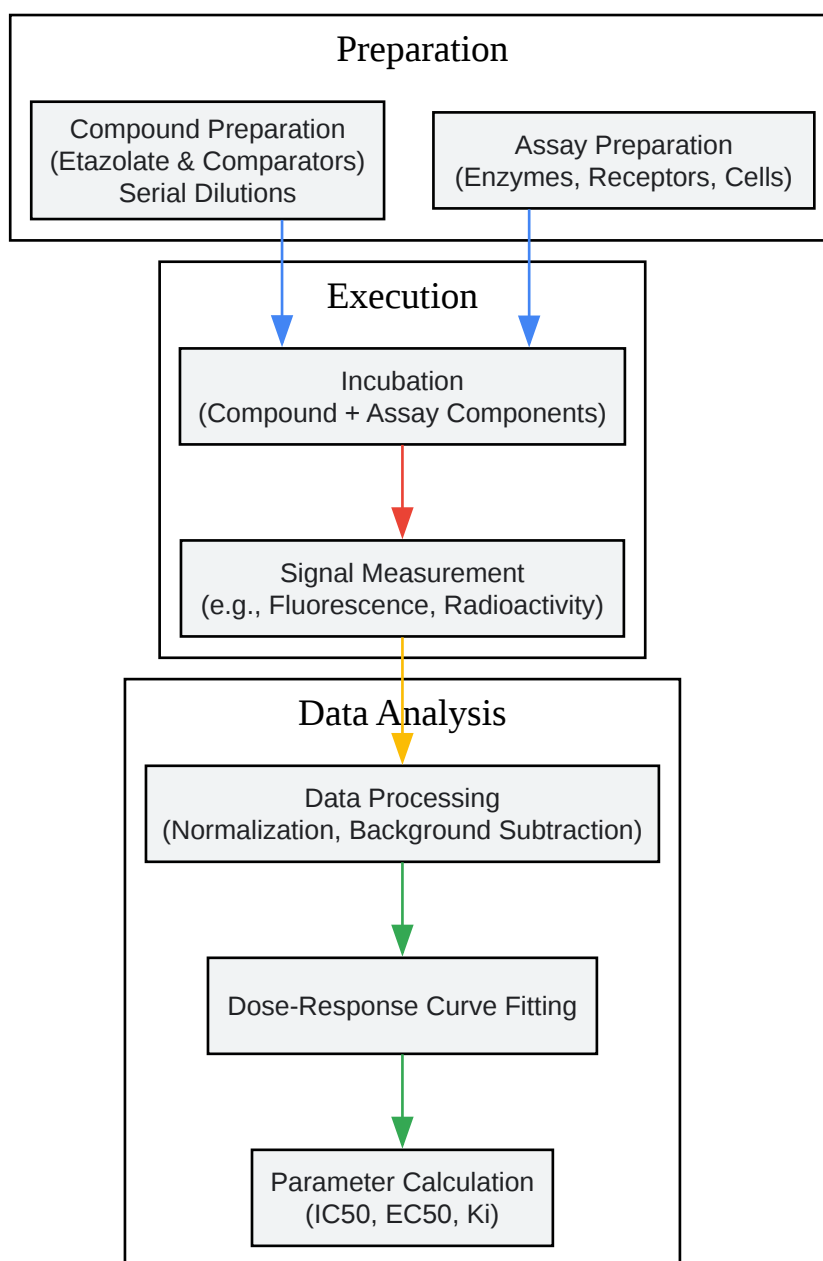 Preparation
Compound Preparation
(Etazolate & Comparators)
Serial Dilutions
Assay Preparation
(Enzymes, Receptors, Cells)
Execution
Incubation
(Compound + Assay Components)
Signal Measurement
(e.g., Fluorescence, Radioactivity)
Data Analysis
Data Processing
(Normalization, Background Subtraction)
Dose-Response Curve Fitting
Parameter Calculation
(IC50, EC50, Ki)